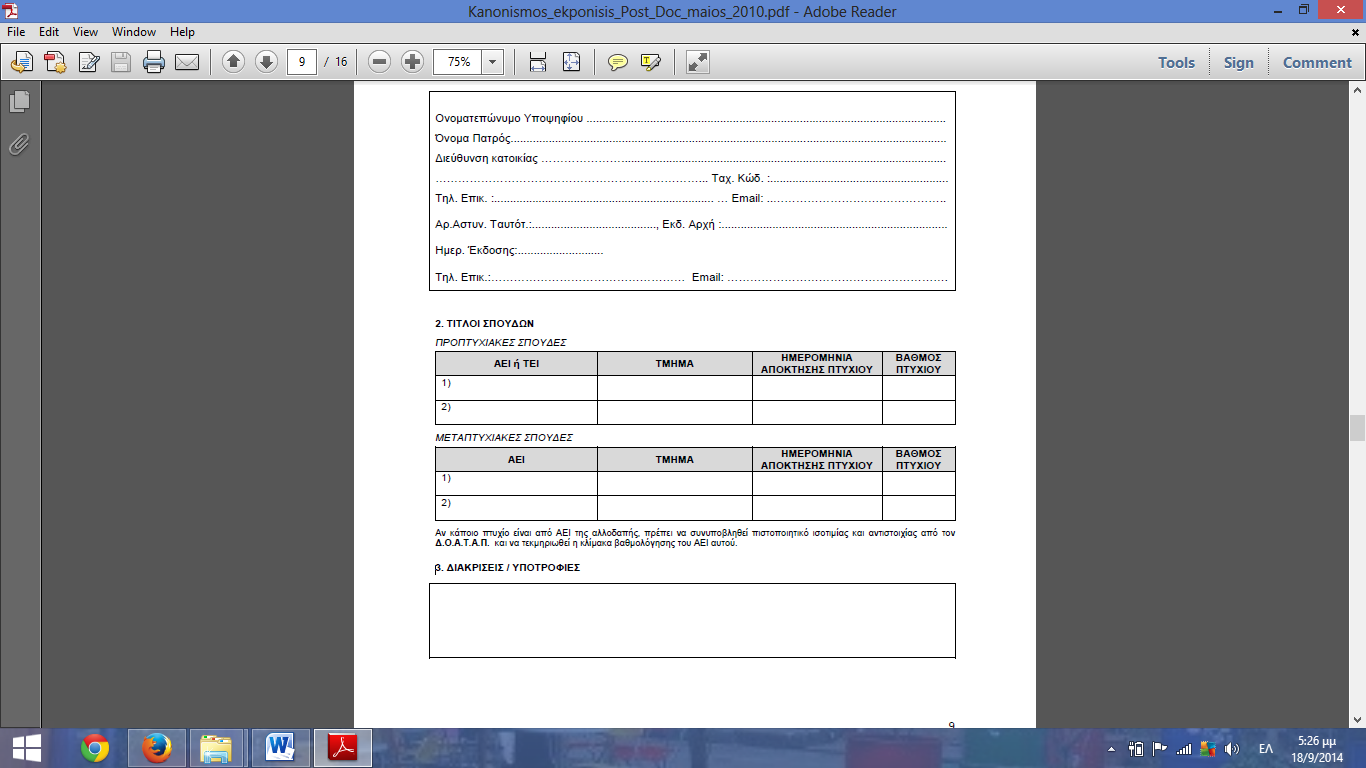 Kanonismos_ekponisis_Post_Doc_maios_2010.pdf - Adobe Reader
File Edit View Window Help
9 / 16 75% Tools Sign Comment
Ονοματεπώνυμο Υποψηφίου ................................................................................................................
Όνομα Πατρός........................................................................................................................................
Διεύθυνση κατοικίας …………………......................................................................................................
…………………………………………………………….. Ταχ. Κώδ. :........................................................
Τηλ. Επικ. :..................................................................... … Email: ……………………………………….
Αρ.Αστυν. Ταυτότ.:......................................., Εκδ. Αρχή :.......................................................................
Ημερ. Έκδοσης:...........................
Τηλ. Επικ.:…………………………………………… Email: ………………………………………………….
2. ΤΙΤΛΟΙ ΣΠΟΥΔΩΝ
ΠΡΟΠΤΥΧΙΑΚΕΣ ΣΠΟΥΔΕΣ
ΑΕΙ ή ΤΕΙ ΤΜΗΜΑ ΗΜΕΡΟΜΗΝΙΑ ΑΠΟΚΤΗΣΗΣ ΠΤΥΧΙΟΥ ΒΑΘΜΟΣ ΠΤΥΧΙΟΥ
1)
2)
ΜΕΤΑΠΤΥΧΙΑΚΕΣ ΣΠΟΥΔΕΣ
ΑΕΙ ΤΜΗΜΑ ΗΜΕΡΟΜΗΝΙΑ ΑΠΟΚΤΗΣΗΣ ΠΤΥΧΙΟΥ ΒΑΘΜΟΣ ΠΤΥΧΙΟΥ
1)
2)
Αν κάποιο πτυχίο είναι από ΑΕΙ της αλλοδαπής, πρέπει να συνυποβληθεί πιστοποιητικό ισοτιμίας και αντιστοιχίας από τον
Δ.Ο.Α.Τ.Α.Π. και να τεκμηριωθεί η κλίμακα βαθμολόγησης του ΑΕΙ αυτού.
β. ΔΙΑΚΡΙΣΕΙΣ / ΥΠΟΤΡΟΦΙΕΣ
9
ΕΛ 5:26 μμ
18/9/2014